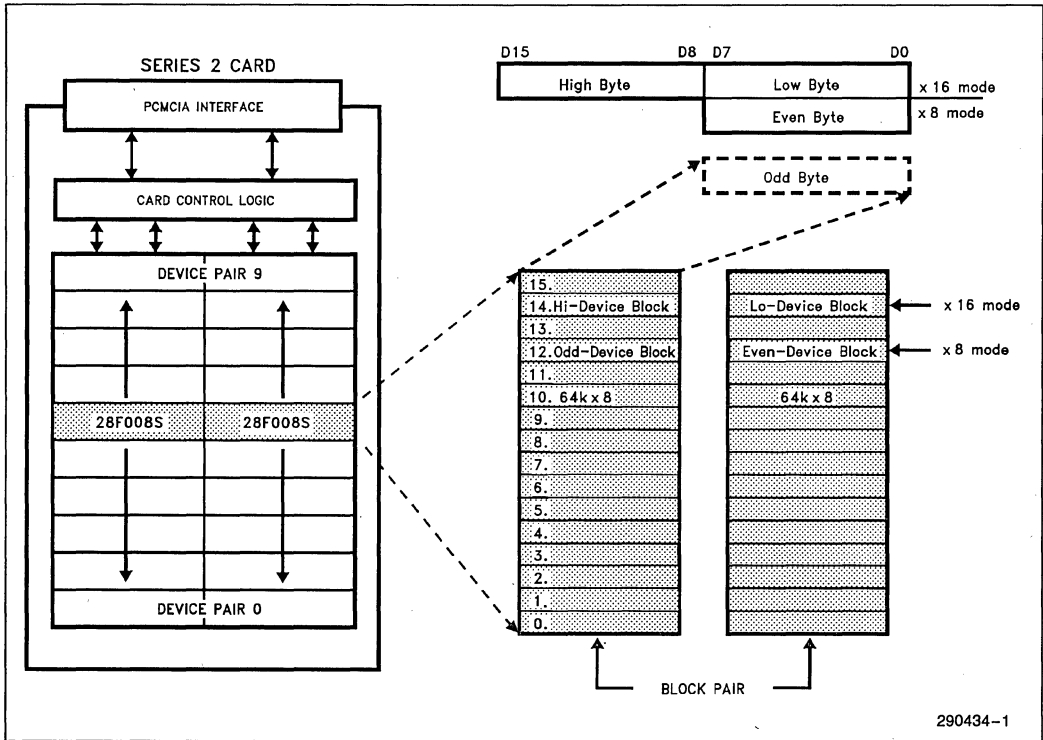 SERIES 2 CARD
PCMCIA INTERFACE
CARD CONTROL LOGIC
DEVICE PAIR 9
28F008S 28F008S
DEVICE PAIR 0
D15 D8 D7 D0
High Byte Low Byte x 16 mode
Even Byte x 8 mode
Odd Byte
15.
14. Hi-Device Block Lo-Device Block x 16 mode
13.
12. Odd-Device Block Even-Device Block x 8 mode
11.
10. 64k x 8 64k x 8
9.
8.
7.
6.
5.
4.
3.
2.
1.
0.
BLOCK PAIR
290434-1